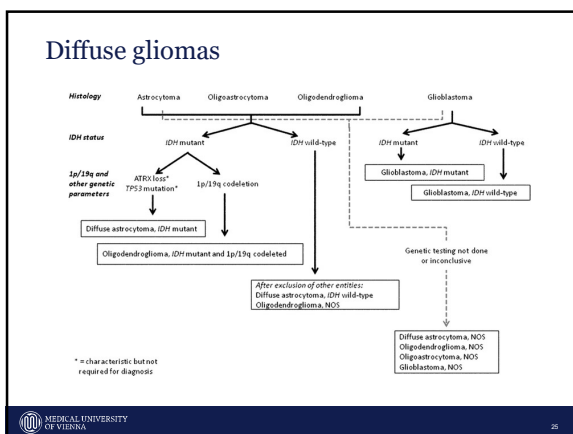 Diffuse gliomas
Histology
Astrocytoma
Oligoastrocytoma
Oligodendroglioma
Glioblastoma
IDH status
IDH mutant
IDH wild-type
IDH mutant
IDH wild-type
1p/19q and
other genetic
parameters
ATRX loss*
TP53 mutation*
1p/19q codeletion
Glioblastoma, IDH mutant
Glioblastoma, IDH wild-type
Diffuse astrocytoma, IDH mutant
Oligodendroglioma, IDH mutant and 1p/19q codeleted
Genetic testing not done
or inconclusive
After exclusion of other entities:
Diffuse astrocytoma, IDH wild-type
Oligodendroglioma, NOS
Diffuse astrocytoma, NOS
Oligodendroglioma, NOS
Oligoastrocytoma, NOS
Glioblastoma, NOS
* = characteristic but not
required for diagnosis
MEDICAL UNIVERSITY
OF VIENNA
25